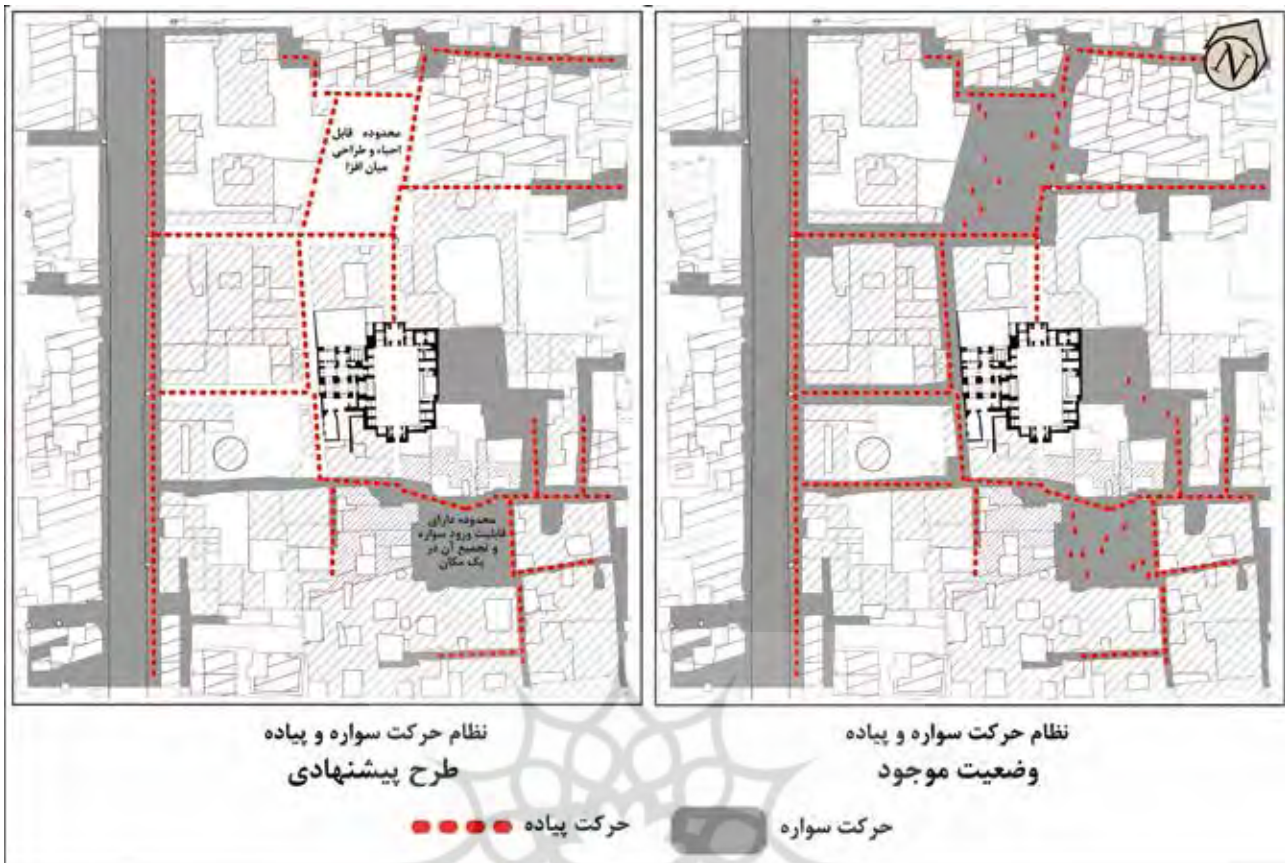 N
محدوده قابل
احیاء و طراحی
میان افزا
محدوده دارای
قابلیت ورود سواره
و تجمیع آن در
یک مکان
نظام حرکت سواره و پیاده
وضعیت موجود
نظام حرکت سواره و پیاده
طرح پیشنهادی
حرکت سواره
حرکت پیاده